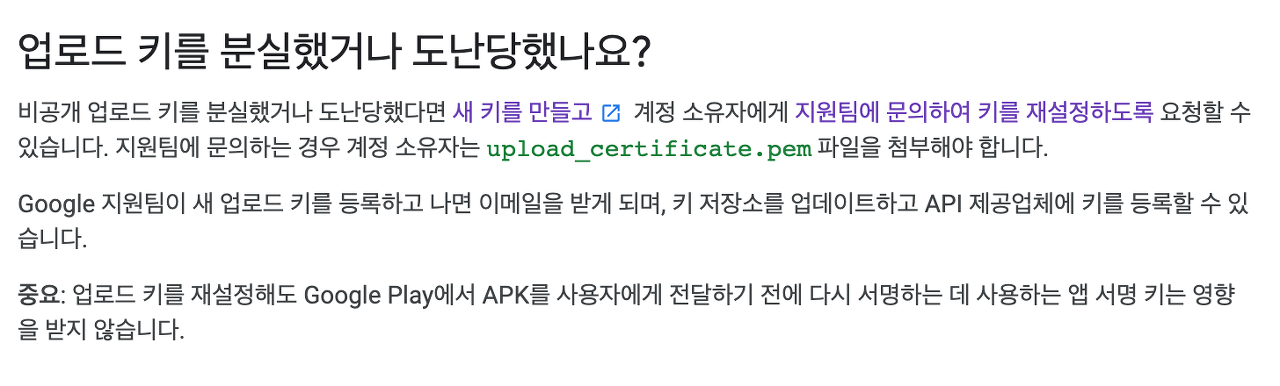 업로드 키를 분실했거나 도난당했나요?
비공개 업로드 키를 분실했거나 도난당했다면 새 키를 만들고 계정 소유자에게 지원팀에 문의하여 키를 재설정하도록 요청할 수
있습니다. 지원팀에 문의하는 경우 계정 소유자는 upload_certificate.pem 파일을 첨부해야 합니다.
Google 지원팀이 새 업로드 키를 등록하고 나면 이메일을 받게 되며, 키 저장소를 업데이트하고 API 제공업체에 키를 등록할 수 있
습니다.
중요: 업로드 키를 재설정해도 Google Play에서 APK를 사용자에게 전달하기 전에 다시 서명하는 데 사용하는 앱 서명 키는 영향
을 받지 않습니다.